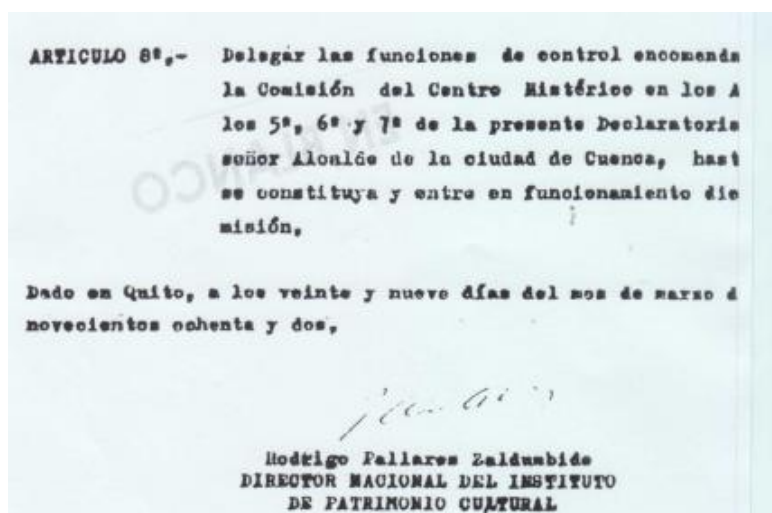 ARTICULO 8º.- Delegar las funciones de control encomenda
la Comisión del Centro Histórico en los A
los 5º, 6º y 7º de la presente Declaratoria
señor Alcalde de la ciudad de Cuenca, hast
se constituya y entre en funcionamiento dic
misión.
EN BLANCO
Dado en Quito, a los veinte y nueve días del mes de marzo d
novecientos ochenta y dos.
Rodrigo Pallares Zaldumbide
DIRECTOR NACIONAL DEL INSTITUTO
DE PATRIMONIO CULTURAL